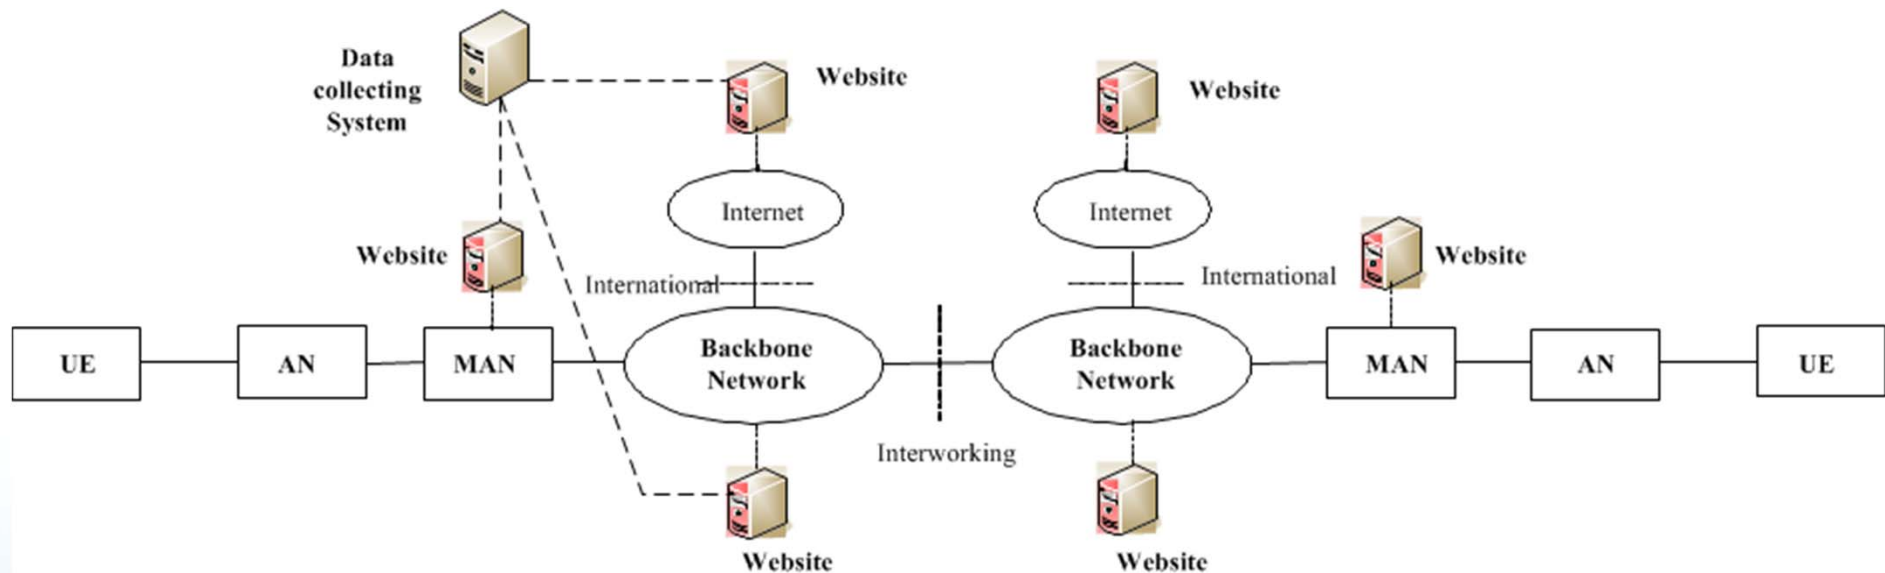 Data
collecting
System
Website
Website
Internet
Internet
Website
International
International
Website
UE
AN
MAN
Backbone
Network
Backbone
Network
MAN
AN
UE
Interworking
Website
Website